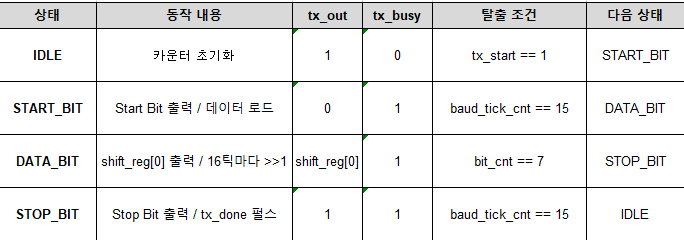 상태 동작 내용 tx_out tx_busy 탈출 조건 다음 상태
IDLE 카운터 초기화 1 0 tx_start == 1 START_BIT
START_BIT Start Bit 출력 / 데이터 로드 0 1 baud_tick_cnt == 15 DATA_BIT
DATA_BIT shift_reg[0] 출력 / 16틱마다 >>1 shift_reg[0] 1 bit_cnt == 7 STOP_BIT
STOP_BIT Stop Bit 출력 / tx_done 펄스 1 1 baud_tick_cnt == 15 IDLE